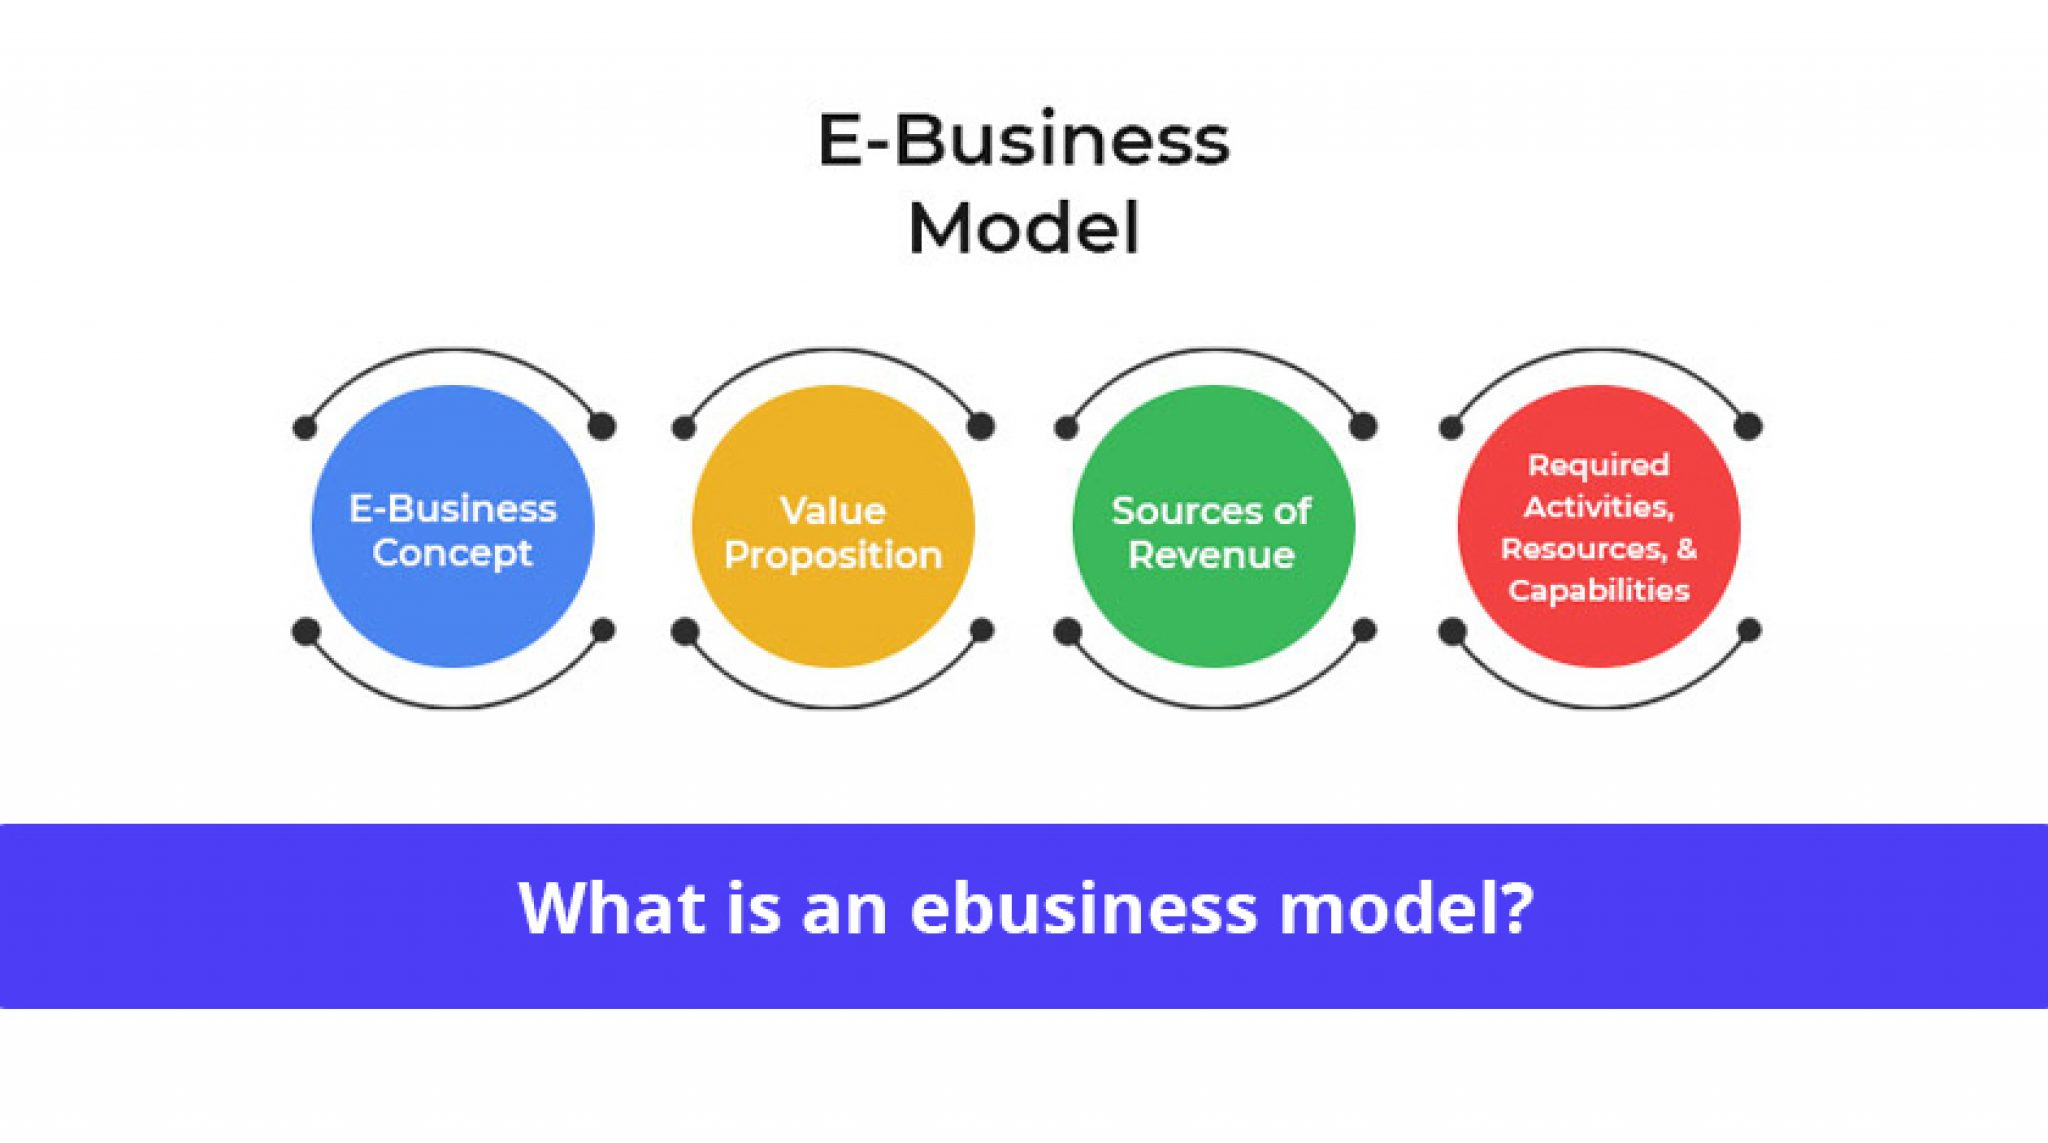 E-Business
Model
E-Business
Concept
Value
Proposition
Sources of
Revenue
Required
Activities,
Resources, &
Capabilities
What is an ebusiness model?